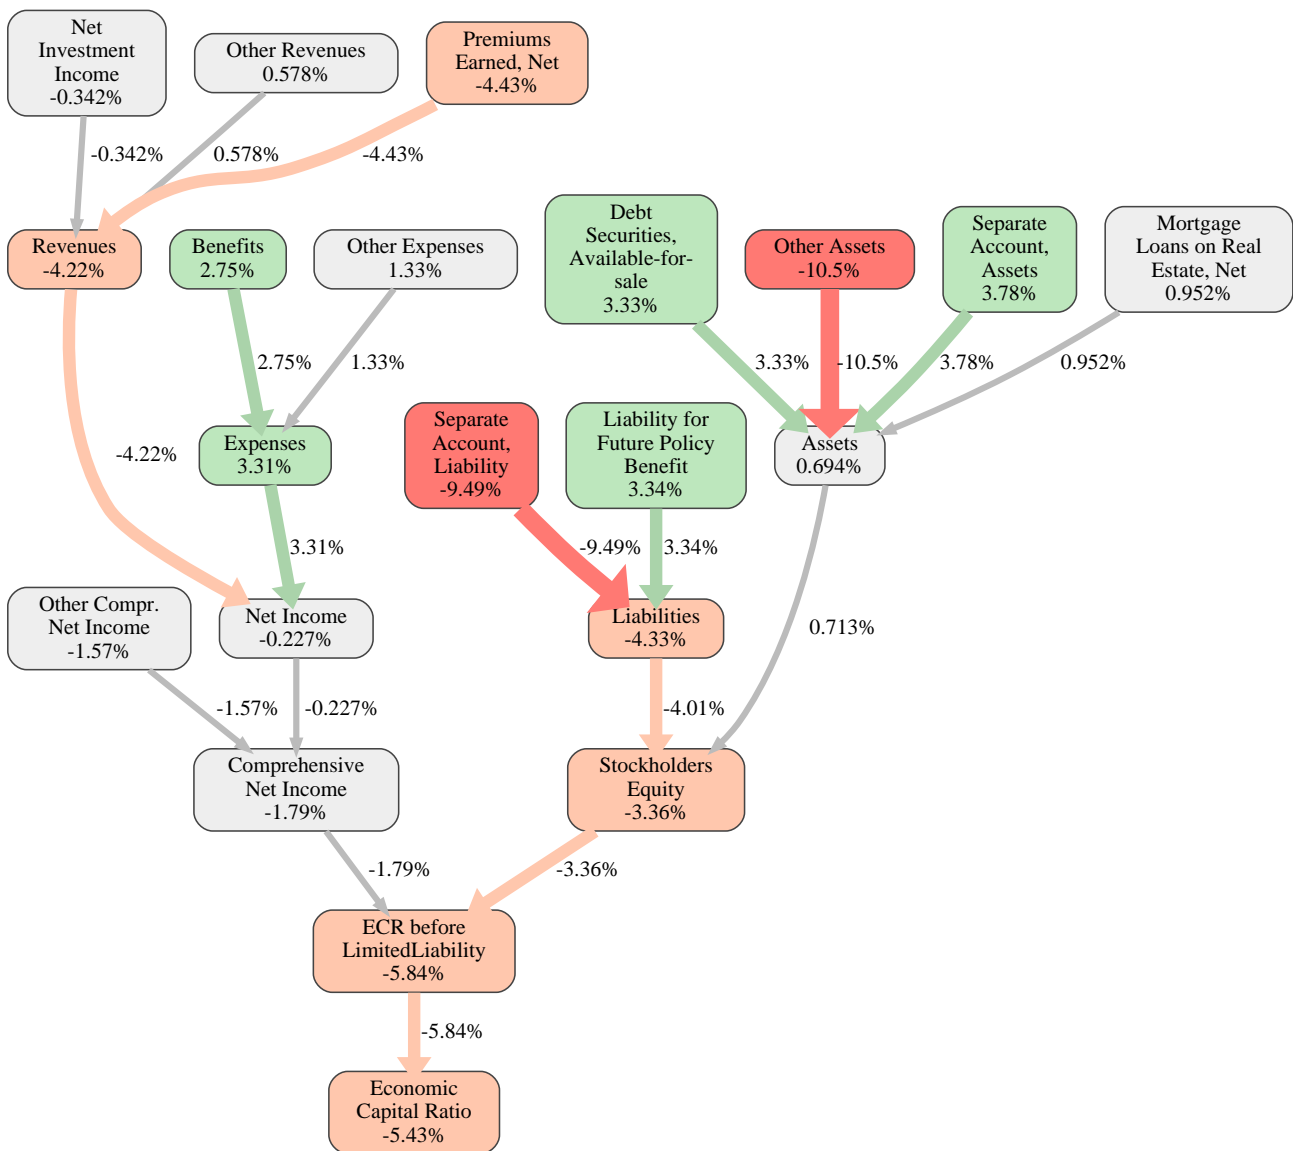 Net
Investment
Income
-0.342%
Other Revenues
0.578%
Premiums
Earned, Net
-4.43%
-0.342%
0.578%
-4.43%
Revenues
-4.22%
Benefits
2.75%
Other Expenses
1.33%
Debt
Securities,
Available-for-
sale
3.33%
Other Assets
-10.5%
Separate
Account,
Assets
3.78%
Mortgage
Loans on Real
Estate, Net
0.952%
2.75%
1.33%
3.33%
-10.5%
3.78%
0.952%
-4.22%
Expenses
3.31%
Separate
Account,
Liability
-9.49%
Liability for
Future Policy
Benefit
3.34%
Assets
0.694%
3.31%
-9.49%
3.34%
0.713%
Other Compr.
Net Income
-1.57%
Net Income
-0.227%
Liabilities
-4.33%
-1.57%
-0.227%
-4.01%
Comprehensive
Net Income
-1.79%
Stockholders
Equity
-3.36%
-1.79%
-3.36%
ECR before
LimitedLiability
-5.84%
-5.84%
Economic
Capital Ratio
-5.43%